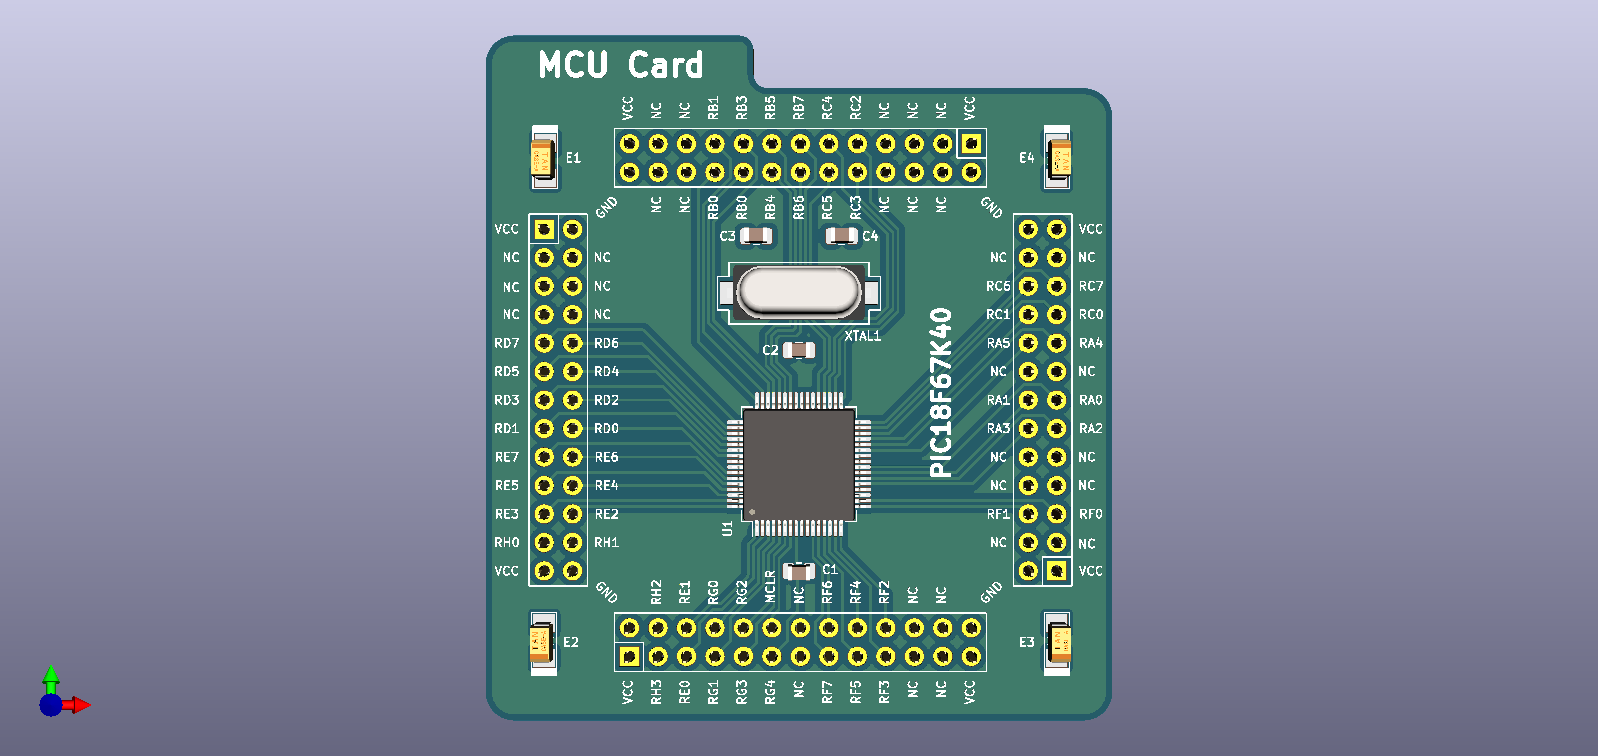 MCU Card
VCC NC NC RB1 RB3 RB5 RB7 RC4 RC2 NC NC NC VCC
E1 TAN E4 TAN
GND NC NC RB0 RB0 RB4 RB6 RC5 RC3 NC NC NC GND
C3 C4
VCC VCC
NC NC NC NC
NC NC RC6 RC7
NC NC RC1 RC0
XTAL1
RD7 RD6 RA5 RA4
C2
RD5 RD4 NC NC
RD3 RD2 RA1 RA0
PIC18F67K40
RD1 RD0 RA3 RA2
RE7 RE6 NC NC
RE5 RE4 NC NC
RE3 RE2 RF1 RF0
U1
RH0 RH1 NC NC
VCC C1 VCC
GND RH2 RE1 RG0 RG2 MCLR NC RF6 RF4 RF2 NC NC GND
E2 TAN E3 TAN
VCC RH3 RE0 RG1 RG3 RG4 NC RF7 RF5 RF3 NC NC VCC